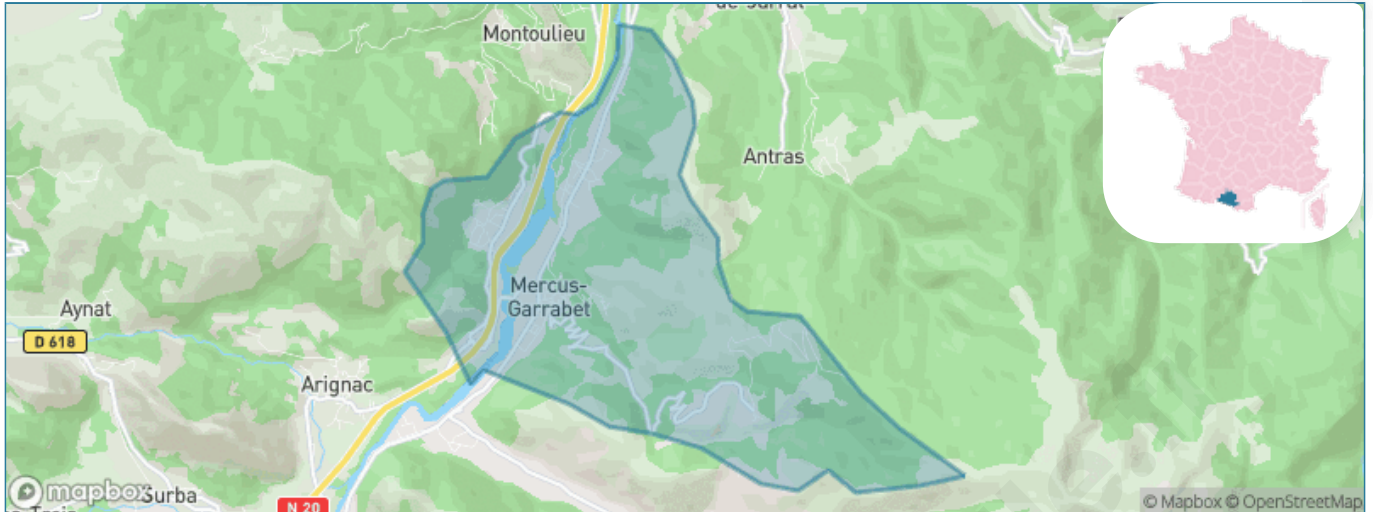 Montoulieu
Antras
Mercus-
Garrabet
Aynat
D 618
Arignac
mapbox
Surba
N 20
© Mapbox © OpenStreetMap